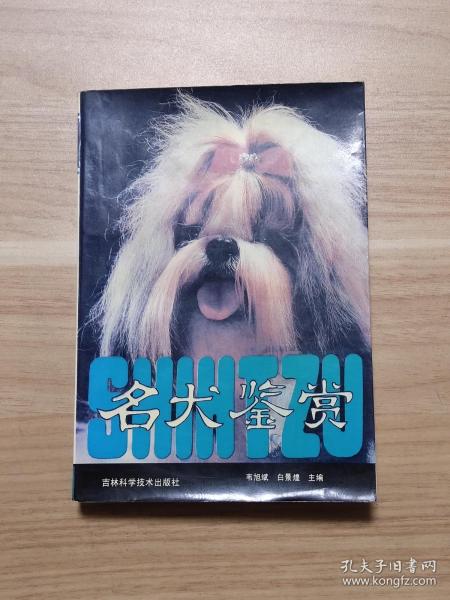 SHIH TZU
名犬鉴赏
韦旭斌 白景煌 主编
吉林科学技术出版社
孔夫子旧书网
www.kongfz.com